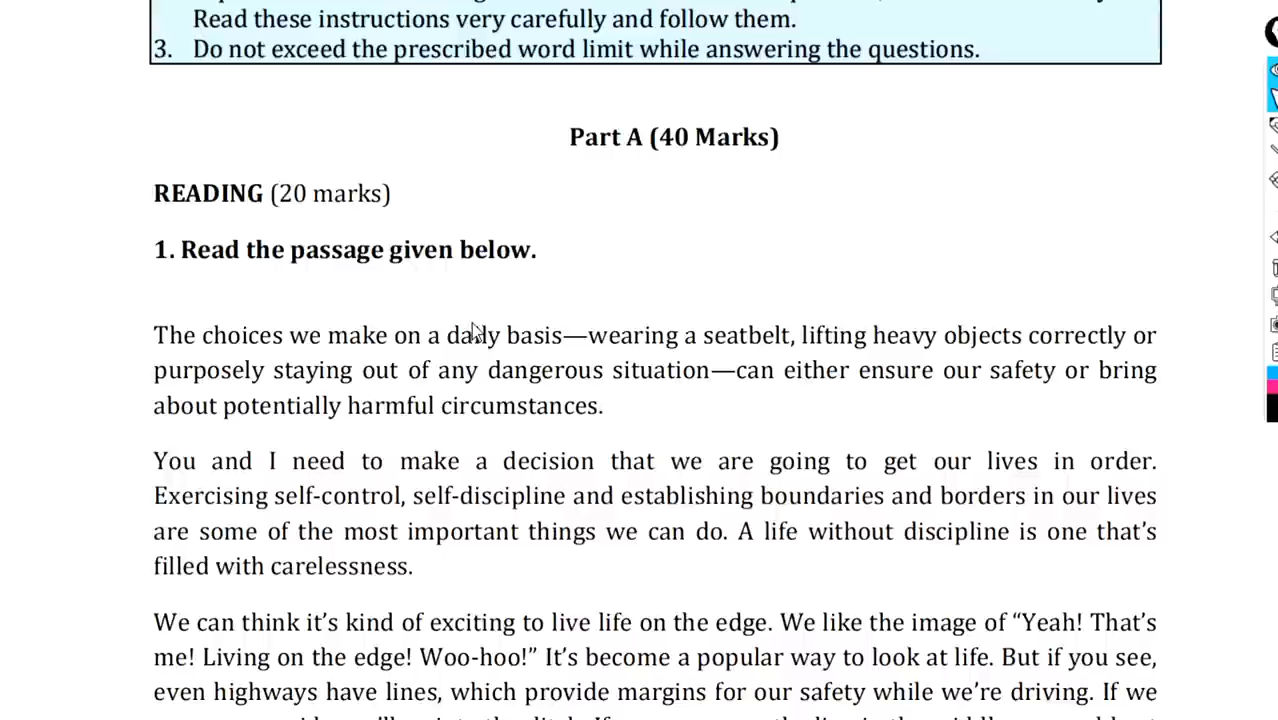 Read these instructions very carefully and follow them.
3. Do not exceed the prescribed word limit while answering the questions.
Part A (40 Marks)
READING (20 marks)
1. Read the passage given below.
The choices we make on a daily basis—wearing a seatbelt, lifting heavy objects correctly or
purposely staying out of any dangerous situation—can either ensure our safety or bring
about potentially harmful circumstances.
You and I need to make a decision that we are going to get our lives in order.
Exercising self-control, self-discipline and establishing boundaries and borders in our lives
are some of the most important things we can do. A life without discipline is one that's
filled with carelessness.
We can think it's kind of exciting to live life on the edge. We like the image of “Yeah! That's
me! Living on the edge! Woo-hoo!” It's become a popular way to look at life. But if you see,
even highways have lines, which provide margins for our safety while we're driving. If we